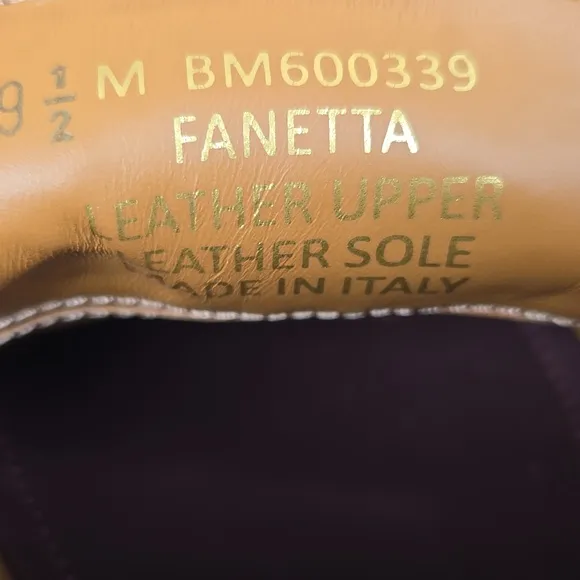 9 1/2 M BM600339
FANETTA
LEATHER UPPER
LEATHER SOLE
MADE IN ITALY